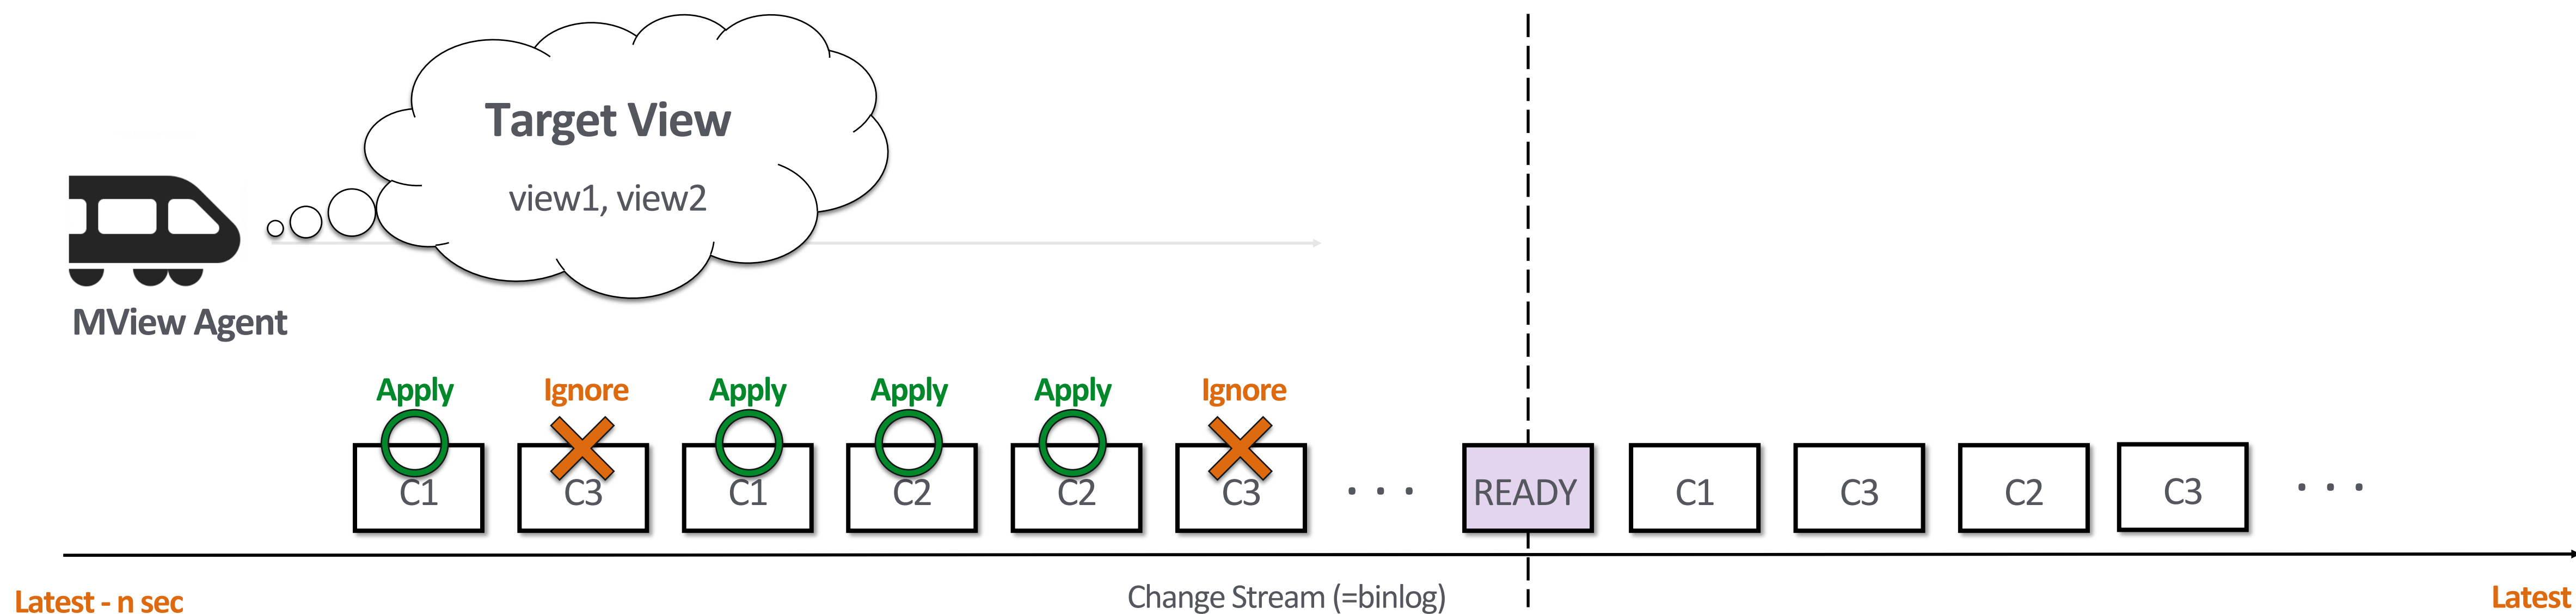 Target View
view1, view2
MView Agent
Apply Ignore Apply Apply Apply Ignore
C1 C3 C1 C2 C2 C3 . . . READY C1 C3 C2 C3 . . .
Latest - n sec Change Stream (=binlog) Latest